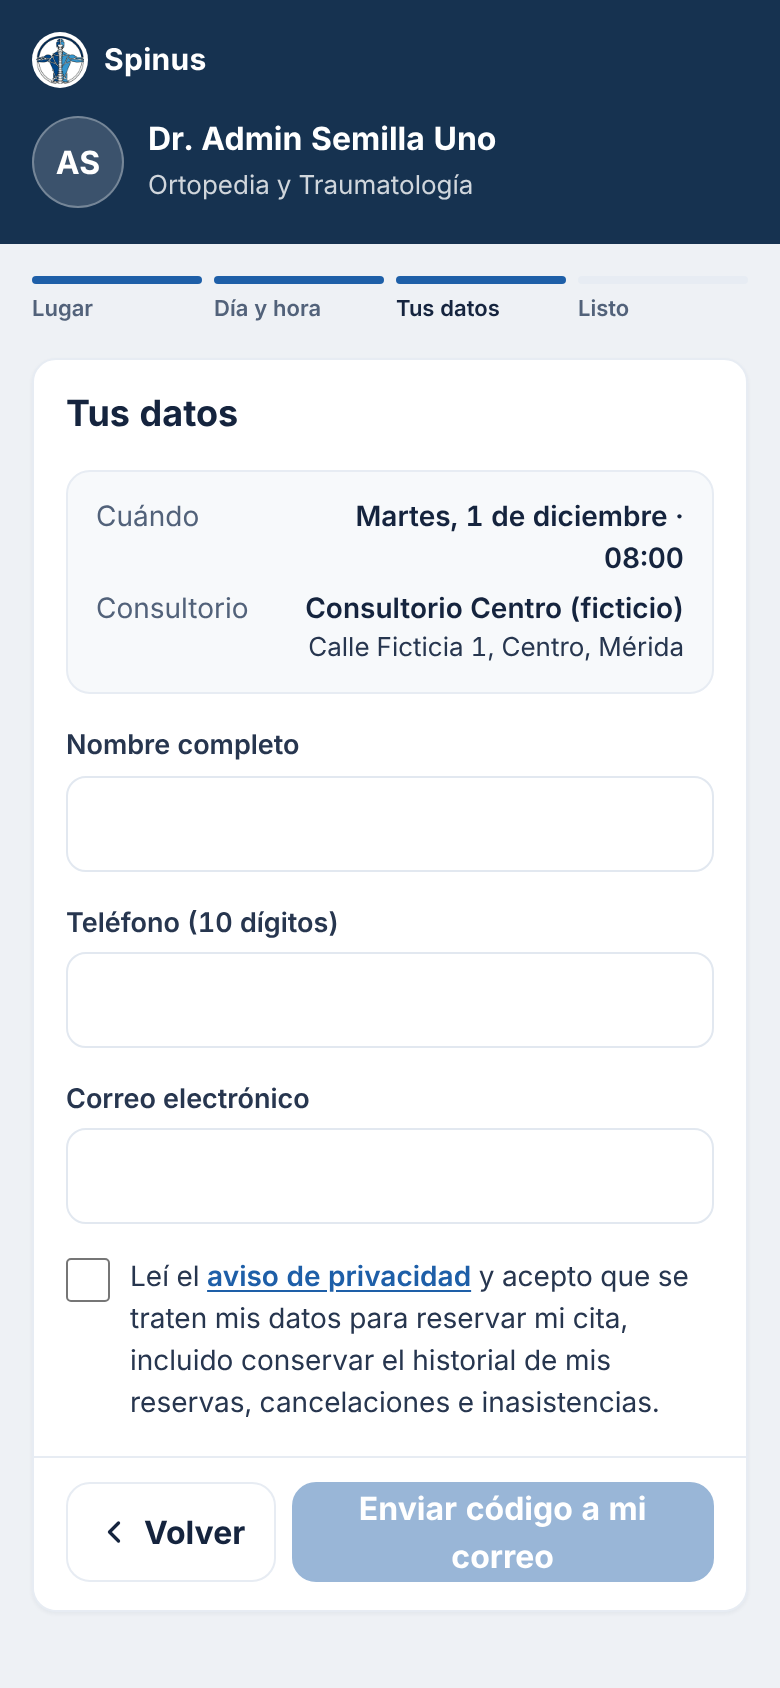 Spinus
AS
Dr. Admin Semilla Uno
Ortopedia y Traumatología
Lugar
Día y hora
Tus datos
Listo
Tus datos
Cuándo
Martes, 1 de diciembre ·
08:00
Consultorio
Consultorio Centro (ficticio)
Calle Ficticia 1, Centro, Mérida
Nombre completo
Teléfono (10 dígitos)
Correo electrónico
Leí el aviso de privacidad y acepto que se
traten mis datos para reservar mi cita,
incluido conservar el historial de mis
reservas, cancelaciones e inasistencias.
Volver
Enviar código a mi
correo